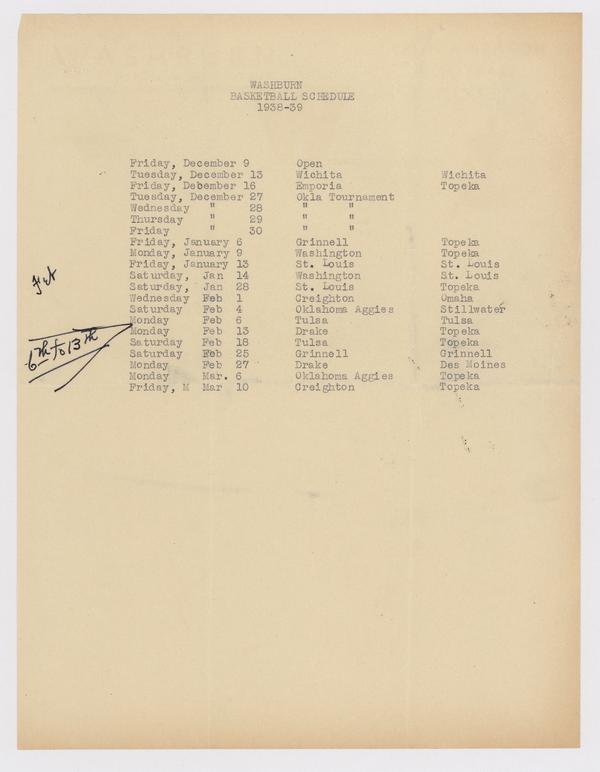 WASHBURN
BASKETBALL SCHEDULE
1938-39
Friday, December 9 Open
Tuesday, December 13 Wichita Wichita
Friday, Debember 16 Emporia Topeka
Tuesday, December 27 Okla Tournament
Wednesday " 28 " "
Thursday " 29 " "
Friday " 30 " "
Friday, January 6 Grinnell Topeka
Monday, January 9 Washington Topeka
Friday, January 13 St. Louis St. Louis
Saturday, Jan 14 Washington St. Louis
Saturday, Jan 28 St. Louis Topeka
Wednesday Feb 1 Creighton Omaha
Saturday Feb 4 Oklahoma Aggies Stillwater
Monday Feb 6 Tulsa Tulsa
Monday Feb 13 Drake Topeka
Saturday Feb 18 Tulsa Topeka
Saturday Feb 25 Grinnell Grinnell
Monday Feb 27 Drake Des Moines
Monday Mar. 6 Oklahoma Aggies Topeka
Friday, M Mar 10 Creighton Topeka
6th to 13th